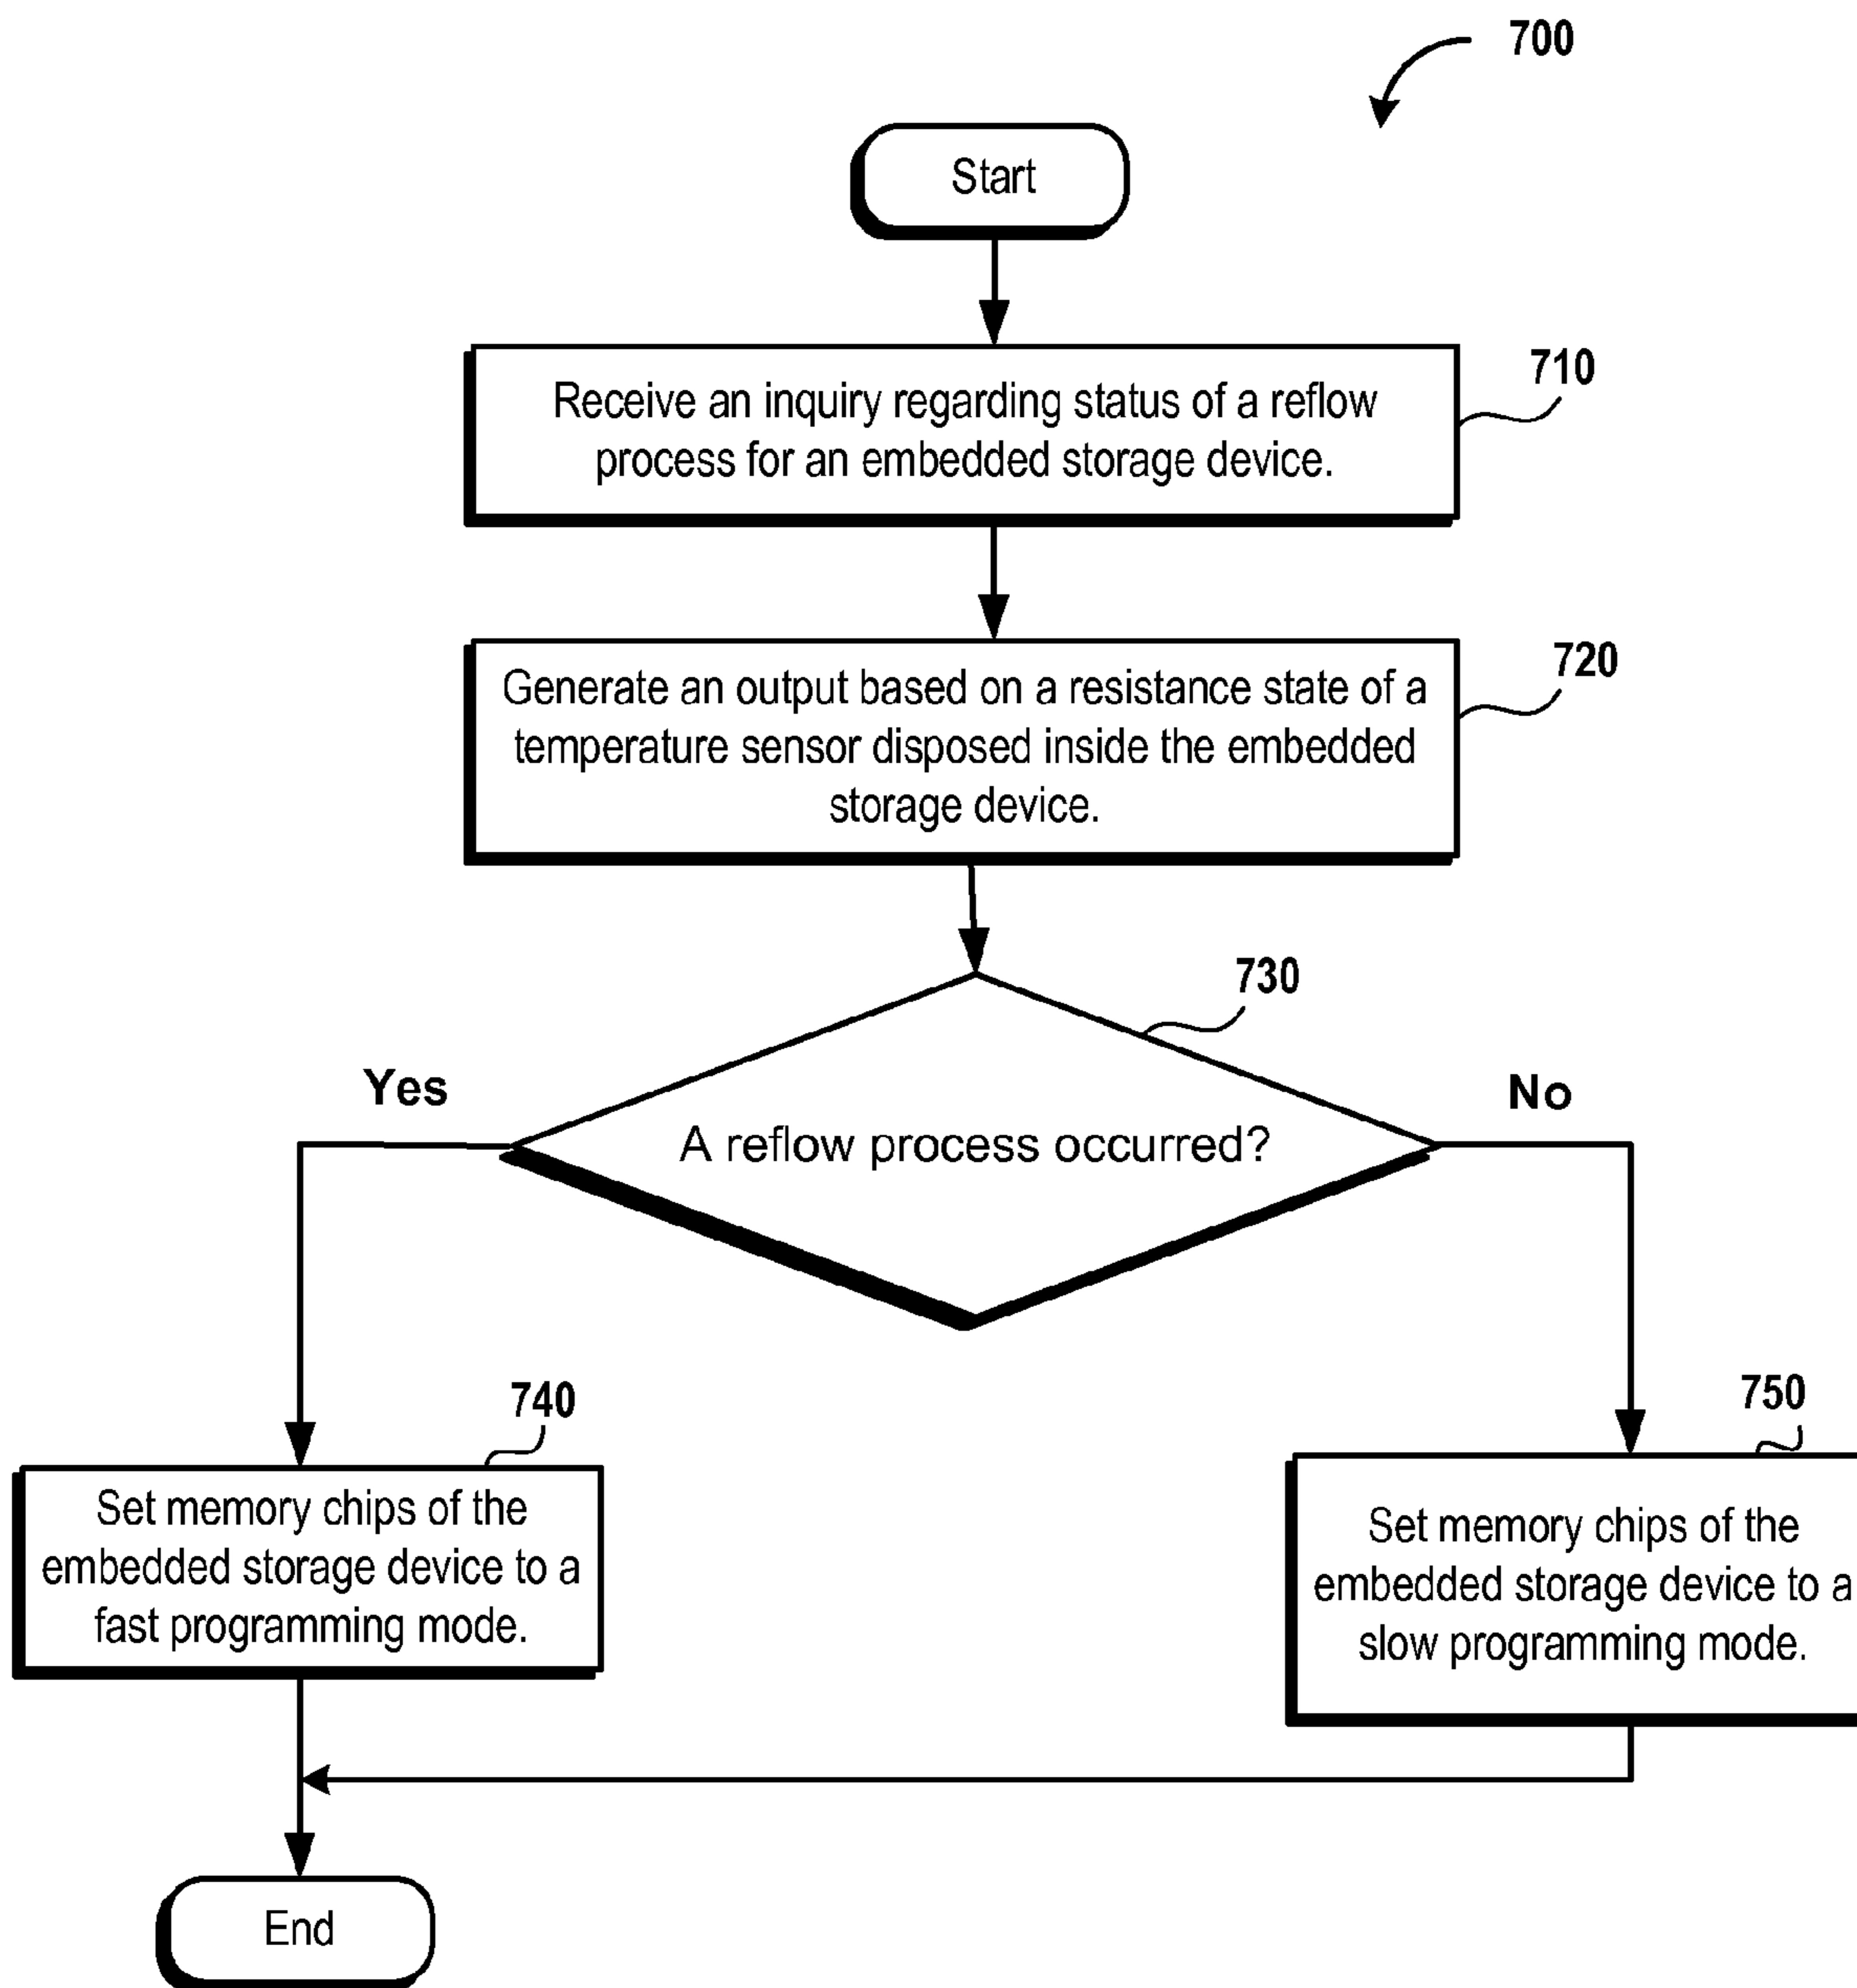 700
Start
710
Receive an inquiry regarding status of a reflow
process for an embedded storage device.
720
Generate an output based on a resistance state of a
temperature sensor disposed inside the embedded
storage device.
730
Yes
No
A reflow process occurred?
740
750
Set memory chips of the
embedded storage device to a
fast programming mode.
Set memory chips of the
embedded storage device to a
slow programming mode.
End